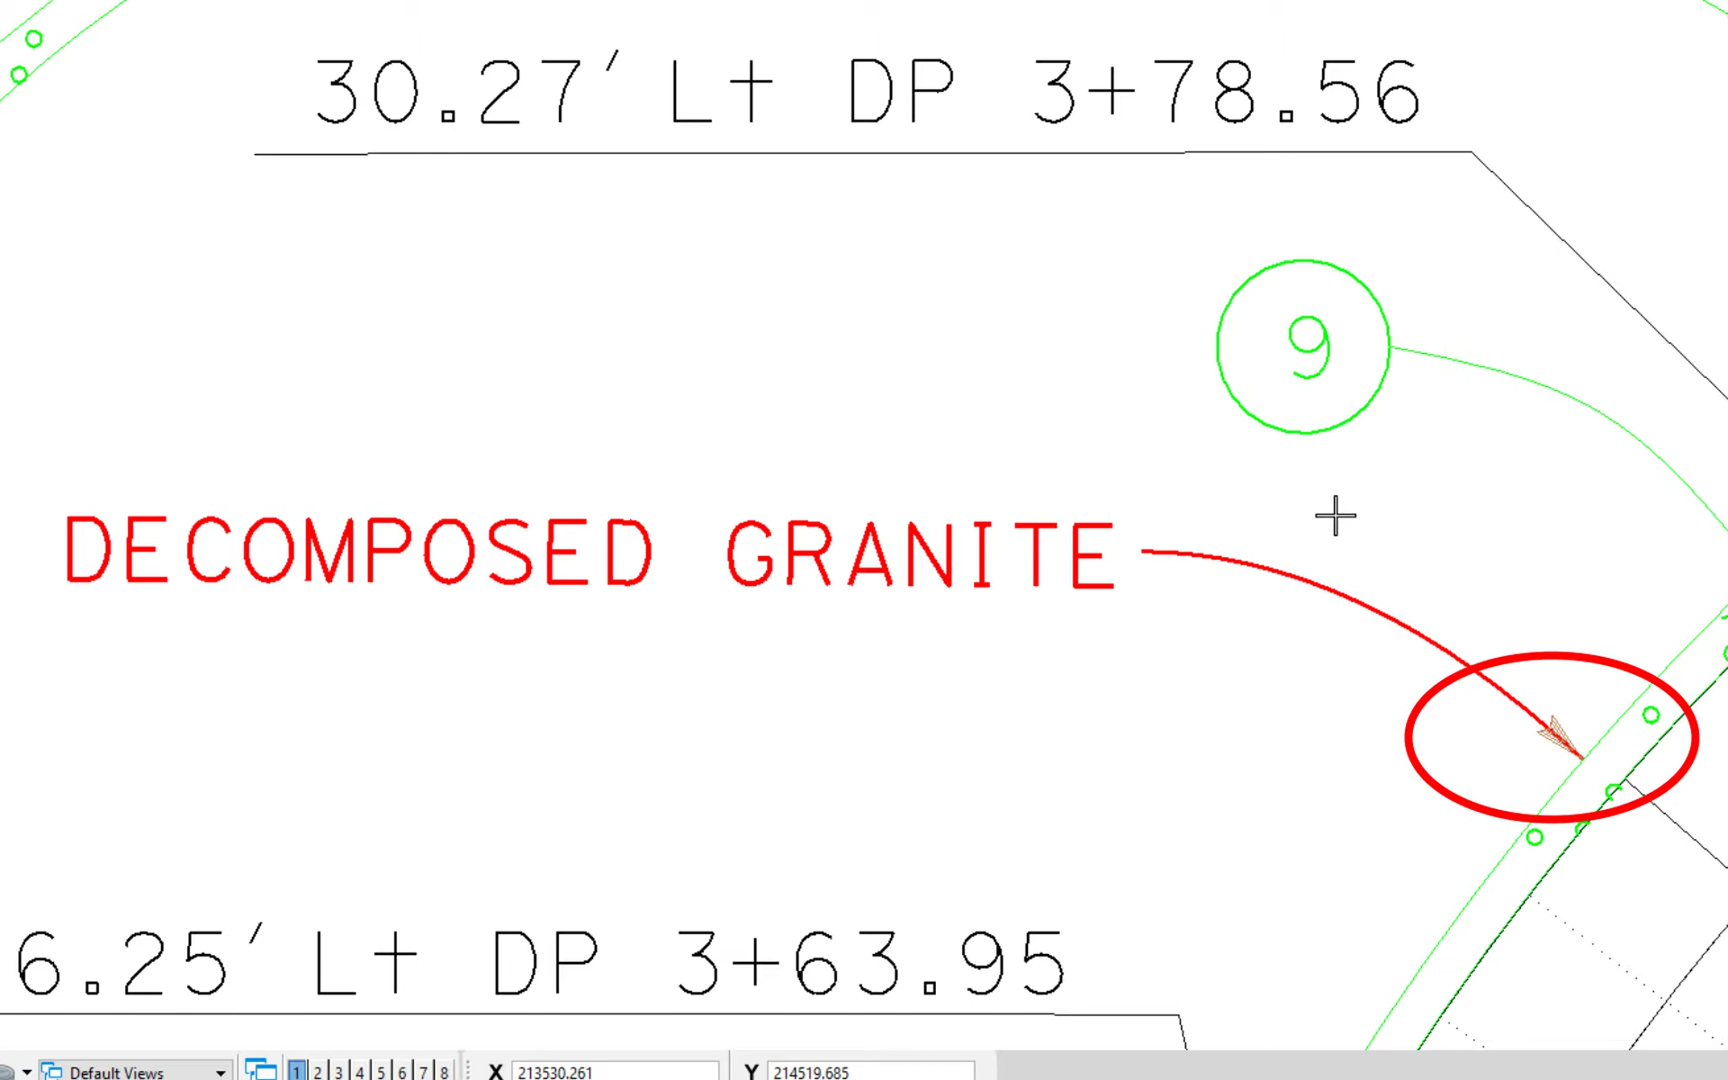 30.27' Lt DP 3+78.56
9
DECOMPOSED GRANITE
6.25' Lt DP 3+63.95
Default Views 1 2 3 4 5 6 7 8 X 213530.261 Y 214519.685